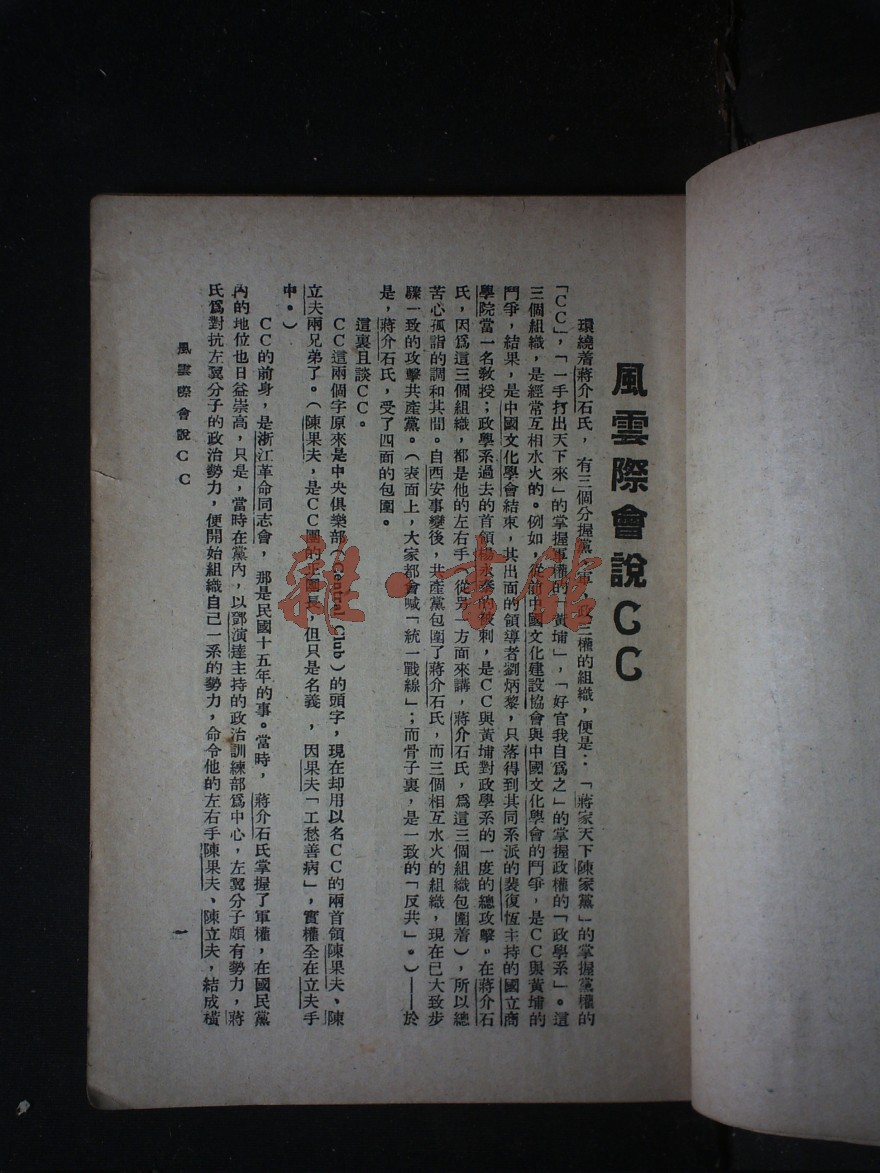 風雲際會說CC
環繞着蔣介石氏，有三個分握黨、軍、政三權的組織，便是：「蔣家天下陳家黨」的掌握黨權的
「CC」，「一手打出天下來」的掌握軍權的「黃埔」，「好官我自爲之」的掌握政權的「政學系」。這
三個組織，是經常互相水火的。例如，從前中國文化建設協會與中國文化學會的鬥爭，是CC與黃埔的
鬥爭，結果，是中國文化學會結束，其出面的領導者劉炳黎，只落得到其同系派的裴復恆主持的國立商
學院當一名敎授；政學系過去的首領楊永泰的被刺，是CC與黃埔對政學系的一度的總攻擊。在蔣介石
氏，因爲這三個組織，都是他的左右手（從另一方面來講，蔣介石氏，爲這三個組織包圍着），所以總
苦心孤詣的調和其間。自西安事變後，共產黨包圍了蔣介石氏，而三個相互水火的組織，現在已大致步
驟一致的攻擊共產黨。（表面上，大家都會喊「統一戰線」；而骨子裏，是一致的「反共」。）——於
是，蔣介石氏，受了四面的包圍。
這裏且談CC。
CC這兩個字原來是中央俱樂部（Central Club）的頭字，現在却用以名CC的兩首領陳果夫、陳
立夫兩兄弟了。（陳果夫，是CC團的正團長，但只是名義，因果夫「工愁善病」，實權全在立夫手
中。）
CC的前身，是浙江革命同志會，那是民國十五年的事。當時，蔣介石氏掌握了軍權，在國民黨
內的地位也日益崇高，只是，當時在黨內，以鄧演達主持的政治訓練部爲中心，左翼分子頗有勢力，蔣
氏爲對抗左翼分子的政治勢力，便開始組織自己一系的勢力，命令他的左右手陳果夫、陳立夫，結成橫
風雲際會說CC
一
雜·書館